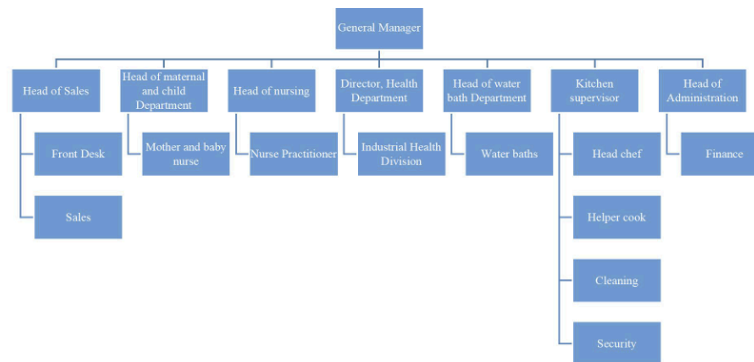 General Manager
Head of Sales
Head of maternal
and child
Department
Head of nursing
Director, Health
Department
Head of water
bath Department
Kitchen
supervisor
Head of
Administration
Front Desk
Mother and baby
nurse
Nurse Practitioner
Industrial Health
Division
Water baths
Head chef
Finance
Sales
Helper cook
Cleaning
Security